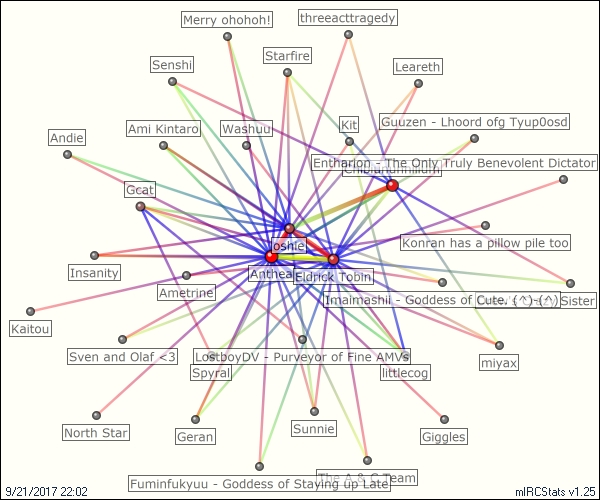 Merry ohohoh!
threeacttragedy
Starfire
Senshi
Leareth
Kit
Guuzen - Lhoord ofg Tyup0osd
Ami Kintaro
Washuu
Andie
Entharion - The Only Truly Benevolent Dictator
Gcat
Joshie
Konran has a pillow pile too
Insanity
Anthea
Eldrick Tobin
Ametrine
Imaimashii - Goddess of Cute. (^)~(^)
Sister
Kaitou
Sven and Olaf <3
LostboyDV - Purveyor of Fine AMVs
miyax
Spyral
littlecog
North Star
Geran
Sunnie
Giggles
The A & C Team
Fuminfukyuu - Goddess of Staying up Late
9/21/2017 22:02
mIRCStats v1.25